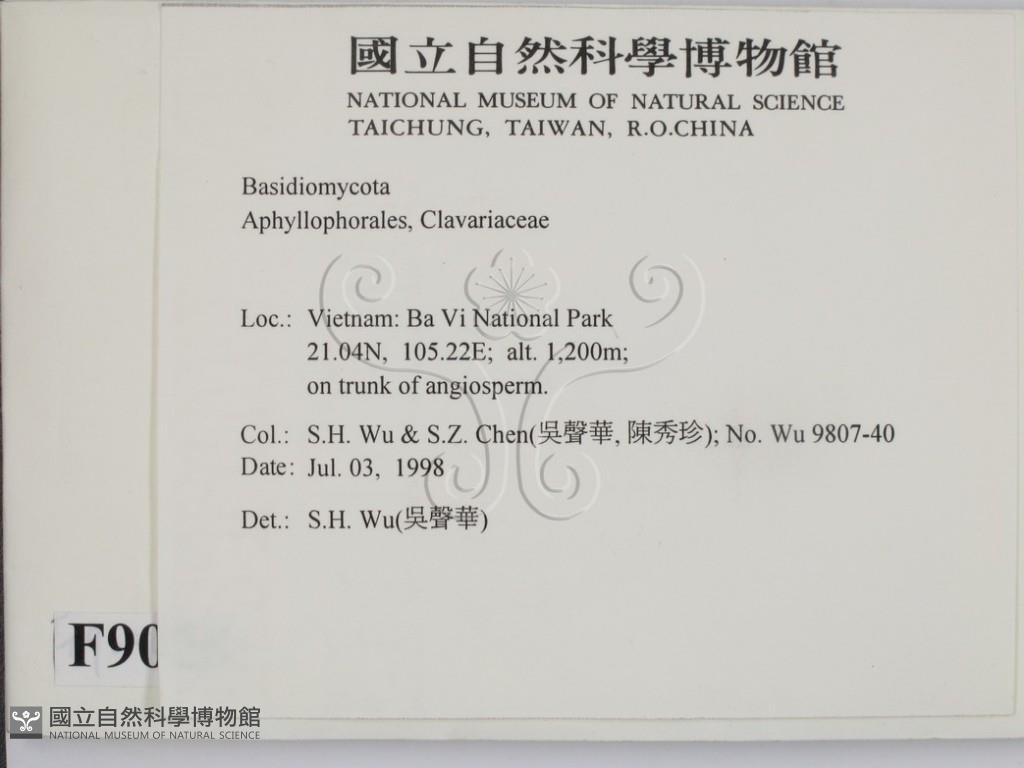 國立自然科學博物館
NATIONAL MUSEUM OF NATURAL SCIENCE
TAICHUNG, TAIWAN, R.O.CHINA
Basidiomycota
Aphyllophorales, Clavariaceae
Loc.: Vietnam: Ba Vi National Park
21.04N, 105.22E; alt. 1,200m;
on trunk of angiosperm.
Col.: S.H. Wu & S.Z. Chen(吳聲華, 陳秀珍); No. Wu 9807-40
Date: Jul. 03, 1998
Det.: S.H. Wu(吳聲華)
F90
國立自然科學博物館
NATIONAL MUSEUM OF NATURAL SCIENCE